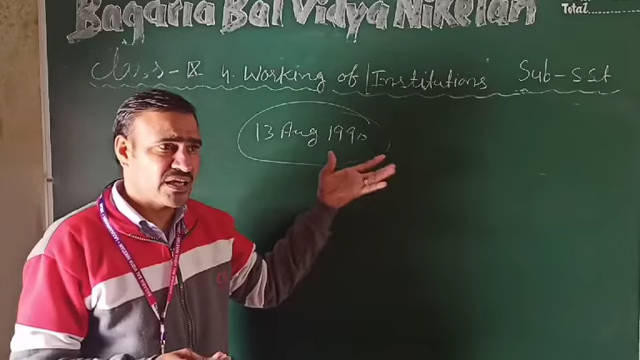 Bagaria Bal Vidya Niketan
Total
Class - IX 4. Working of Institutions Sub - SSt
13 Aug 1990